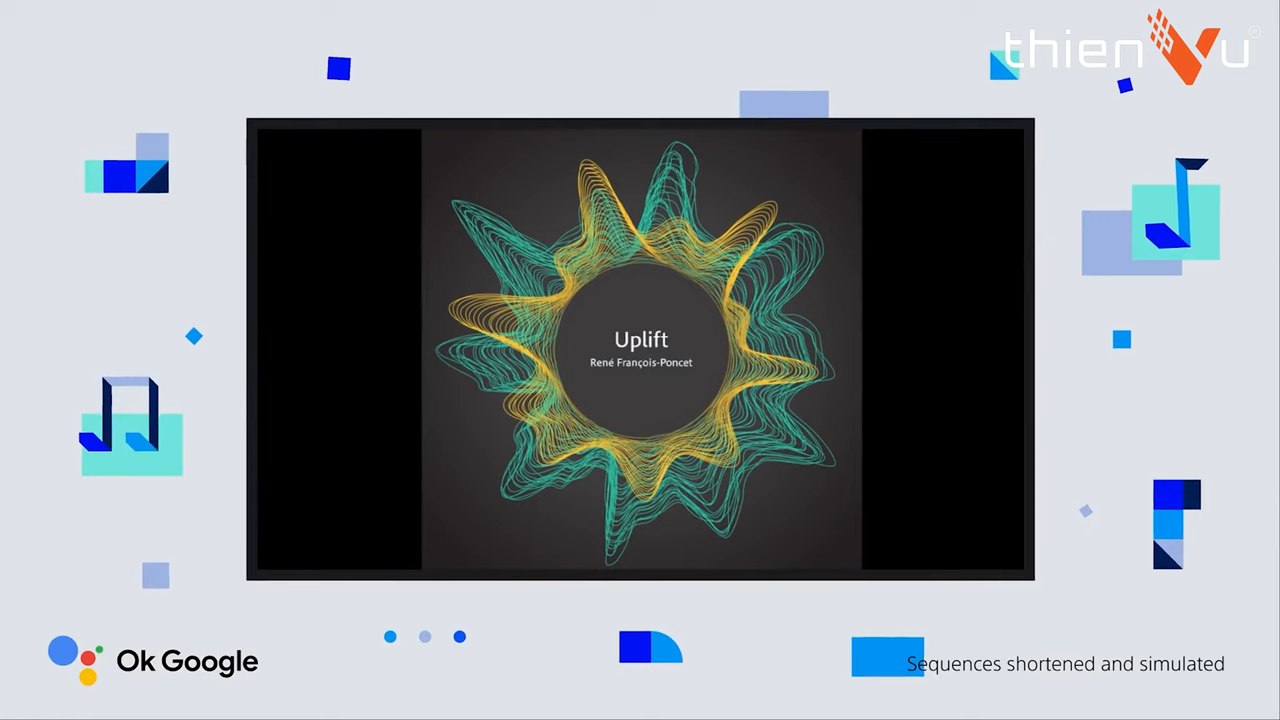 thienVu®
Uplift
René François-Poncet
Ok Google
Sequences shortened and simulated